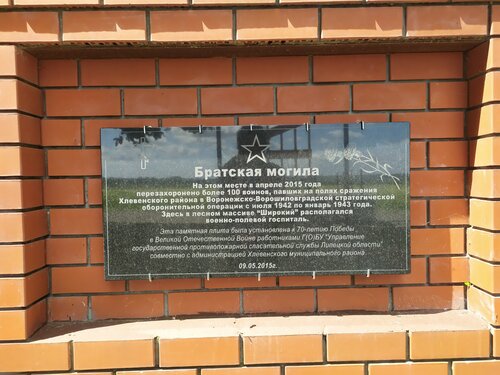 Братская могила
На этом месте в апреле 2015 года
перезахоронено более 100 воинов, павших на полях сражения
Хлевенского района в Воронежско-Ворошиловградской стратегической
оборонительной операции с июля 1942 по январь 1943 года.
Здесь в лесном массиве "Широкий" располагался
военно-полевой госпиталь.
Эта памятная плита была установлена к 70-летию Победы
в Великой Отечественной Войне работниками Г(О)БУ "Управление
государственной противопожарной спасательной службы Липецкой области
совместно с администрацией Хлевенского муниципального района
09.05.2015г.